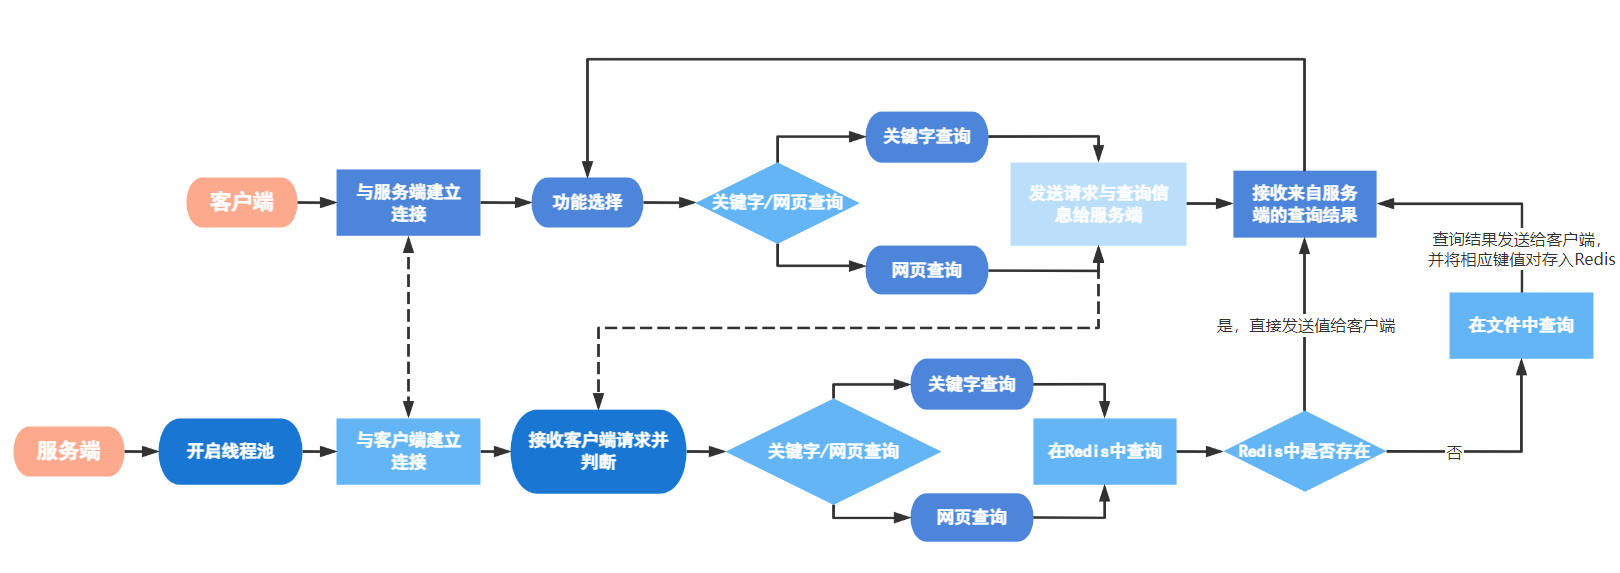 关键字查询
客户端
与服务端建立
连接
功能选择
关键字/网页查询
发送请求与查询信
息给服务端
接收来自服务
端的查询结果
网页查询
查询结果发送给客户端，
并将相应键值对存入Redis
是，直接发送值给客户端
在文件中查询
关键字查询
服务端
开启线程池
与客户端建立
连接
接收客户端请求并
判断
关键字/网页查询
在Redis中查询
Redis中是否存在
否
网页查询